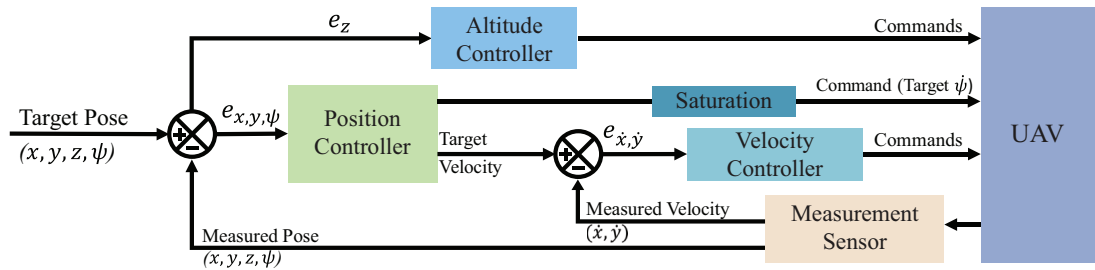 e_z
Altitude
Controller
Commands
Target Pose
(x, y, z, ψ)
+
-
e_{x,y,ψ}
Position
Controller
Saturation
Command (Target ψ̇)
Target
Velocity
+
-
e_{ẋ,ẏ}
Velocity
Controller
Commands
UAV
Measured Velocity
(ẋ, ẏ)
Measurement
Sensor
Measured Pose
(x, y, z, ψ)